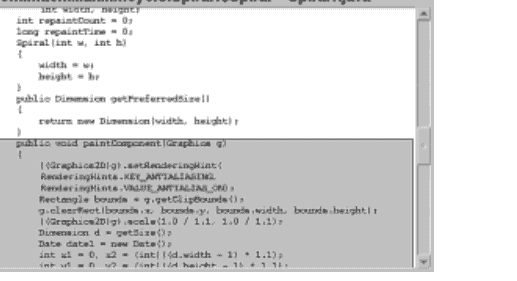 int width, height;
int repaintCount = 0;
long repaintTime = 0;
Spiral(int w, int h)
{
width = w;
height = h;
}
public Dimension getPreferredSize()
{
return new Dimension(width, height);
}
public void paintComponent(Graphics g)
{
((Graphics2D)g).setRenderingHint(
RenderingHints.KEY_ANTIALIASING,
RenderingHints.VALUE_ANTIALIAS_ON);
Rectangle bounds = g.getClipBounds();
g.clearRect(bounds.x, bounds.y, bounds.width, bounds.height);
((Graphics2D)g).scale(1.0 / 1.1, 1.0 / 1.1);
Dimension d = getSize();
Date date1 = new Date();
int x1 = 0, x2 = (int)((d.width - 1) * 1.1);
int y1 = 0, y2 = (int)((d.height - 1) * 1.1);